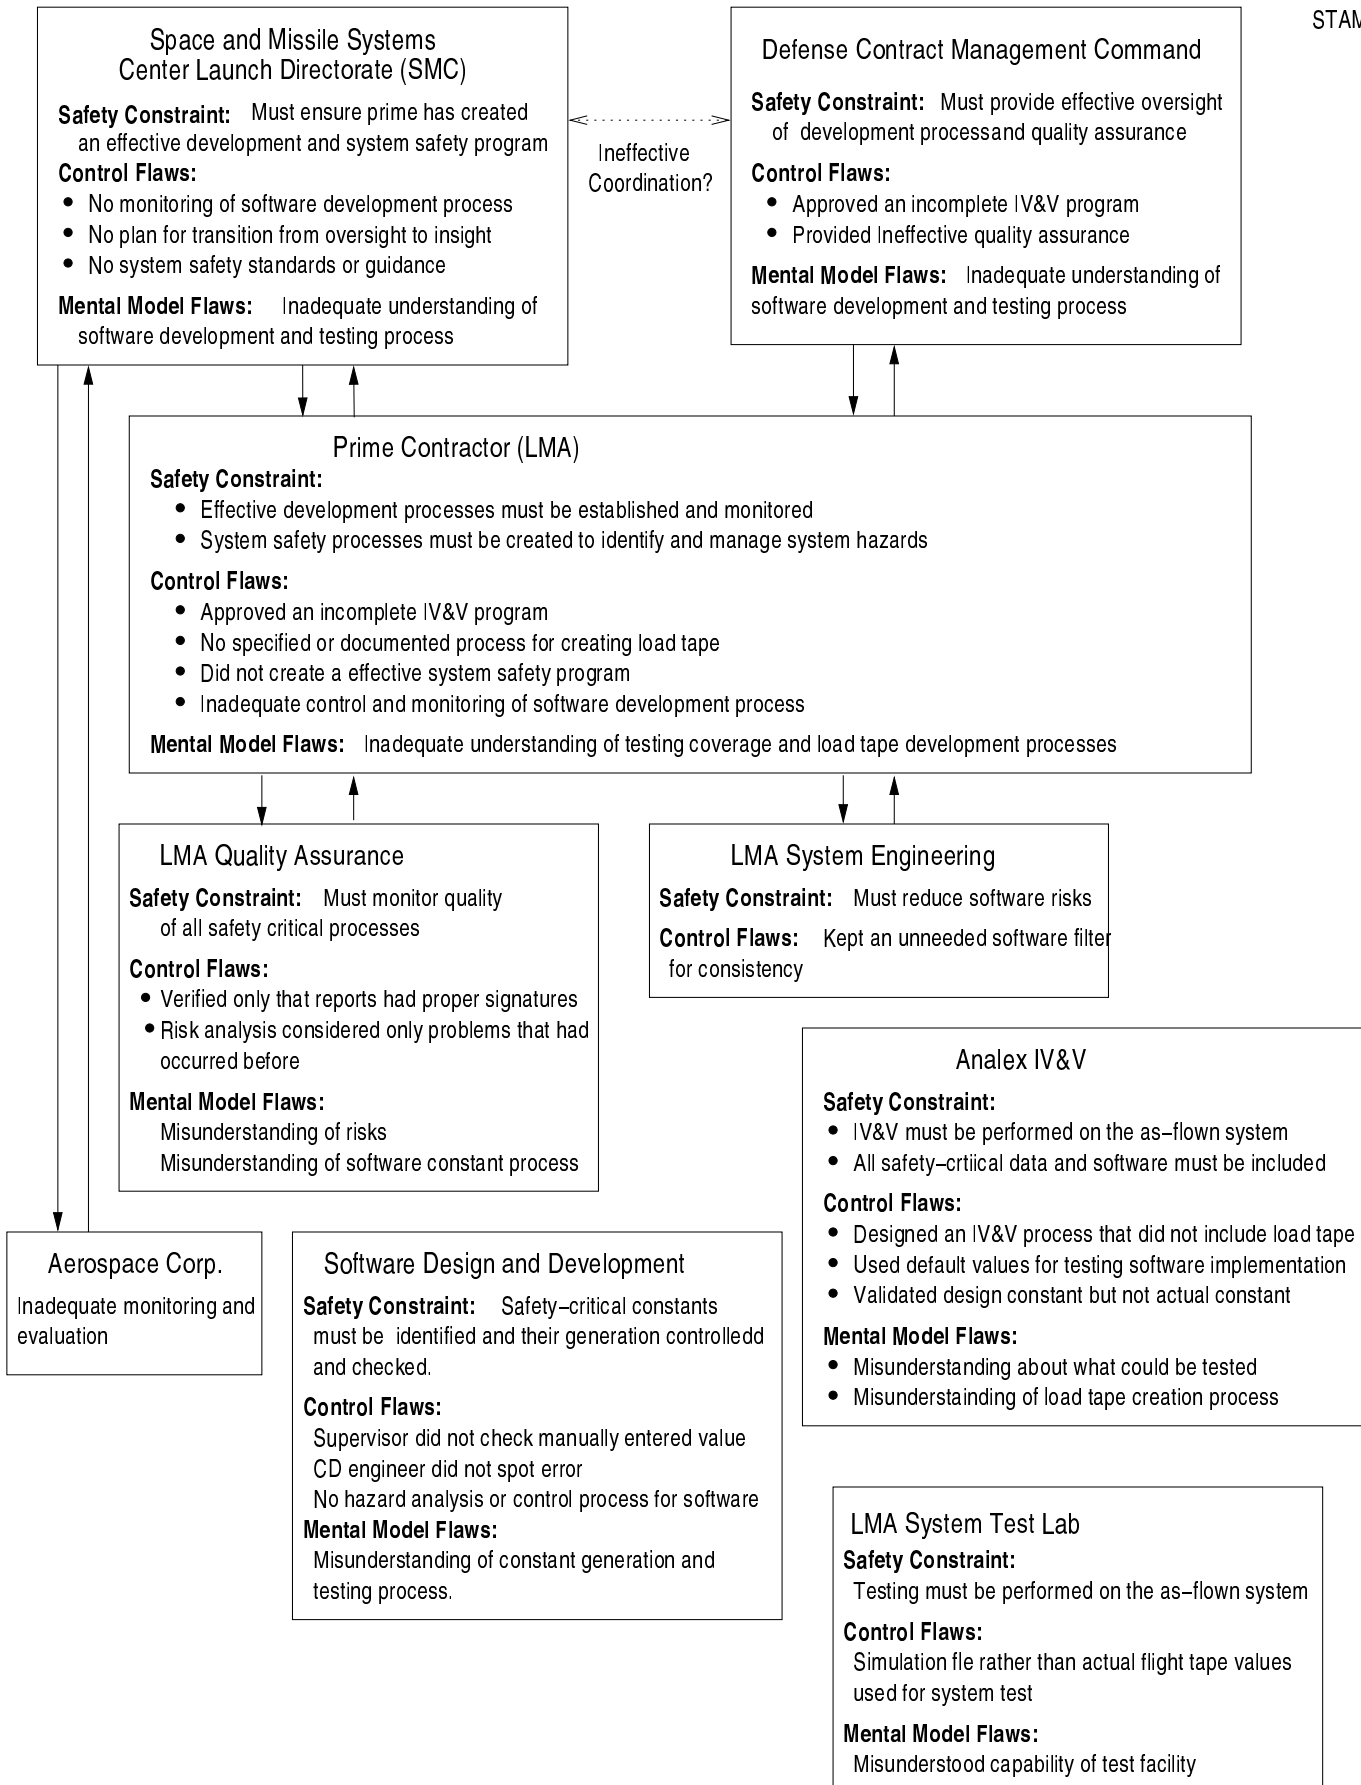 STAM
Space and Missile Systems
Center Launch Directorate (SMC)
Safety Constraint: Must ensure prime has created
an effective development and system safety program
Control Flaws:
• No monitoring of software development process
• No plan for transition from oversight to insight
• No system safety standards or guidance
Mental Model Flaws: Inadequate understanding of
software development and testing process
Ineffective
Coordination?
Defense Contract Management Command
Safety Constraint: Must provide effective oversight
of development processand quality assurance
Control Flaws:
• Approved an incomplete IV&V program
• Provided Ineffective quality assurance
Mental Model Flaws: Inadequate understanding of
software development and testing process
Prime Contractor (LMA)
Safety Constraint:
• Effective development processes must be established and monitored
• System safety processes must be created to identify and manage system hazards
Control Flaws:
• Approved an incomplete IV&V program
• No specified or documented process for creating load tape
• Did not create a effective system safety program
• Inadequate control and monitoring of software development process
Mental Model Flaws: Inadequate understanding of testing coverage and load tape development processes
LMA Quality Assurance
Safety Constraint: Must monitor quality
of all safety critical processes
Control Flaws:
• Verified only that reports had proper signatures
• Risk analysis considered only problems that had
occurred before
Mental Model Flaws:
Misunderstanding of risks
Misunderstanding of software constant process
LMA System Engineering
Safety Constraint: Must reduce software risks
Control Flaws: Kept an unneeded software filter
for consistency
Analex IV&V
Safety Constraint:
• IV&V must be performed on the as–flown system
• All safety–crtiical data and software must be included
Control Flaws:
• Designed an IV&V process that did not include load tape
• Used default values for testing software implementation
• Validated design constant but not actual constant
Mental Model Flaws:
• Misunderstanding about what could be tested
• Misunderstainding of load tape creation process
Aerospace Corp.
Inadequate monitoring and
evaluation
Software Design and Development
Safety Constraint: Safety–critical constants
must be identified and their generation controlledd
and checked.
Control Flaws:
Supervisor did not check manually entered value
CD engineer did not spot error
No hazard analysis or control process for software
Mental Model Flaws:
Misunderstanding of constant generation and
testing process.
LMA System Test Lab
Safety Constraint:
Testing must be performed on the as–flown system
Control Flaws:
Simulation fle rather than actual flight tape values
used for system test
Mental Model Flaws:
Misunderstood capability of test facility